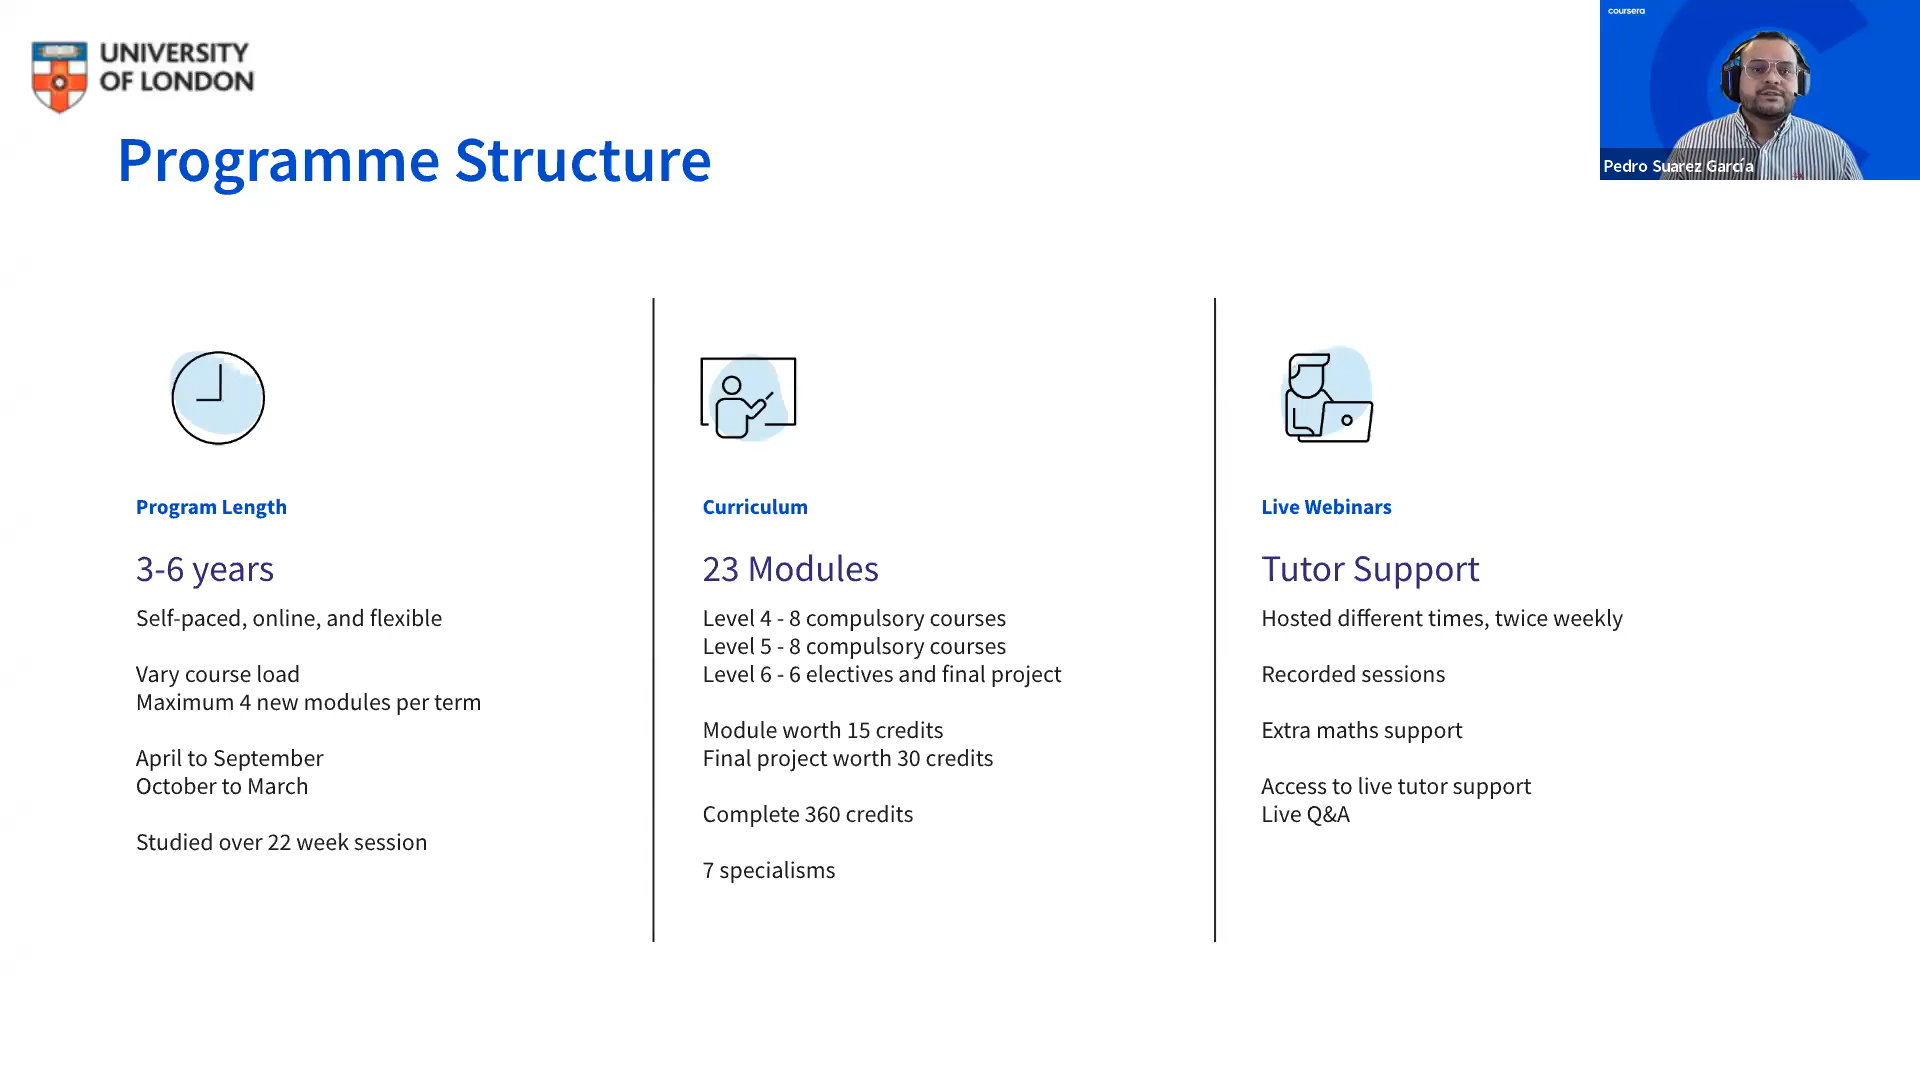 UNIVERSITY
OF LONDON
coursera
Pedro Suarez García
Programme Structure
Program Length
3-6 years
Self-paced, online, and flexible
Vary course load
Maximum 4 new modules per term
April to September
October to March
Studied over 22 week session
Curriculum
23 Modules
Level 4 - 8 compulsory courses
Level 5 - 8 compulsory courses
Level 6 - 6 electives and final project
Module worth 15 credits
Final project worth 30 credits
Complete 360 credits
7 specialisms
Live Webinars
Tutor Support
Hosted different times, twice weekly
Recorded sessions
Extra maths support
Access to live tutor support
Live Q&A